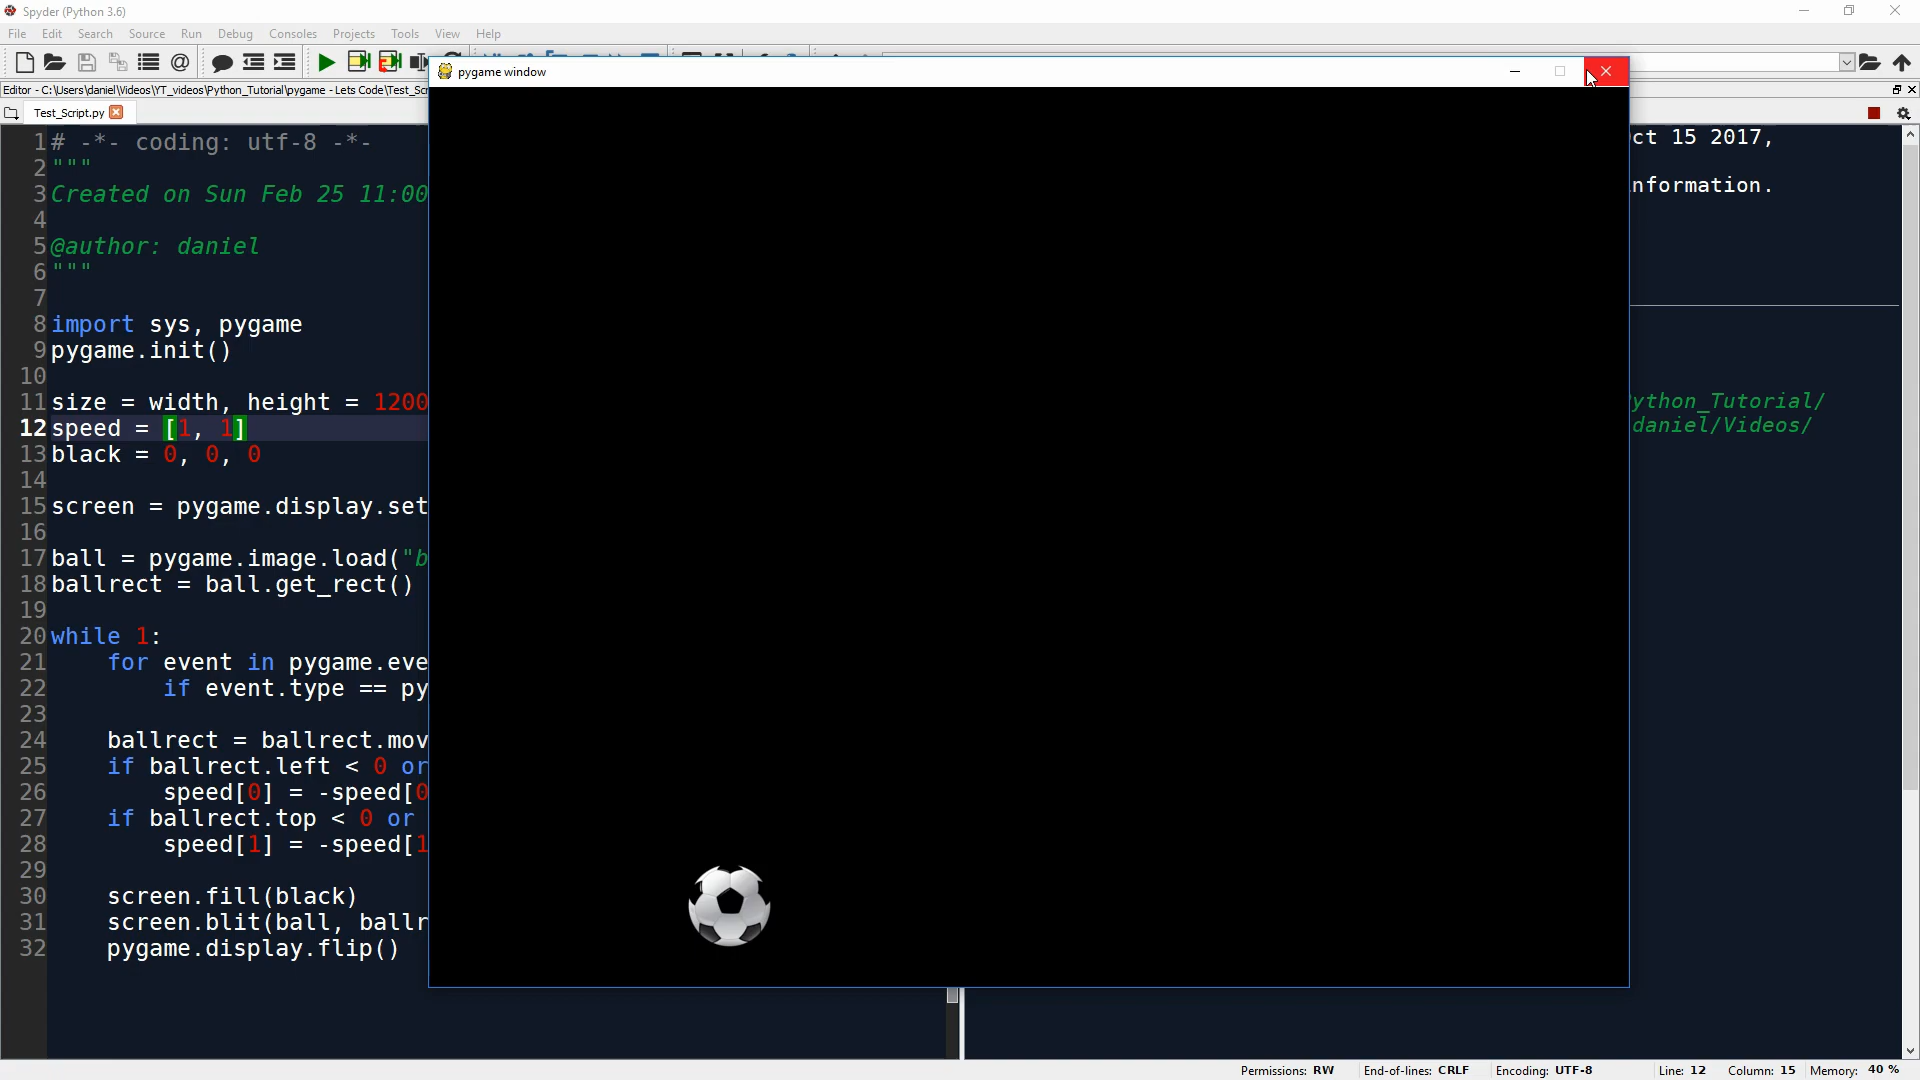 Spyder (Python 3.6)
File Edit Search Source Run Debug Consoles Projects Tools View Help
pygame window
Editor - C:\Users\daniel\Videos\YT_videos\Python_Tutorial\pygame - Lets Code\Test_Scr
Test_Script.py
1 # -*- coding: utf-8 -*-
2 """
3 Created on Sun Feb 25 11:00
4
5 @author: daniel
6 """
7
8 import sys, pygame
9 pygame.init()
10
11 size = width, height = 1200
12 speed = [1, 1]
13 black = 0, 0, 0
14
15 screen = pygame.display.set
16
17 ball = pygame.image.load("b
18 ballrect = ball.get_rect()
19
20 while 1:
21 for event in pygame.eve
22 if event.type == py
23
24 ballrect = ballrect.mov
25 if ballrect.left < 0 or
26 speed[0] = -speed[0
27 if ballrect.top < 0 or
28 speed[1] = -speed[1
29
30 screen.fill(black)
31 screen.blit(ball, ballr
32 pygame.display.flip()
ct 15 2017,
nformation.
ython_Tutorial/
daniel/Videos/
Permissions: RW End-of-lines: CRLF Encoding: UTF-8 Line: 12 Column: 15 Memory: 40 %